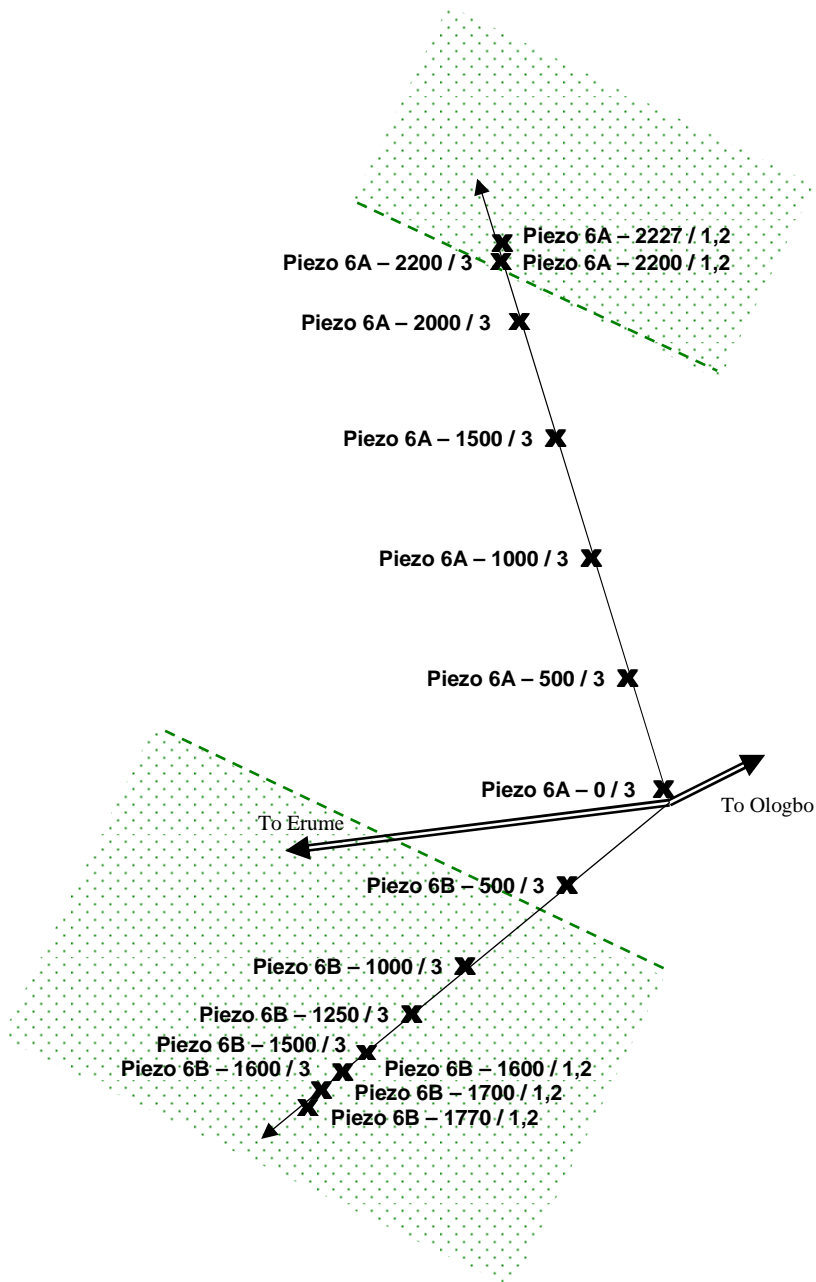 Piezo 6A – 2227 / 1,2
Piezo 6A – 2200 / 3
Piezo 6A – 2200 / 1,2
Piezo 6A – 2000 / 3
Piezo 6A – 1500 / 3
Piezo 6A – 1000 / 3
Piezo 6A – 500 / 3
Piezo 6A – 0 / 3
To Ologbo
To Erume
Piezo 6B – 500 / 3
Piezo 6B – 1000 / 3
Piezo 6B – 1250 / 3
Piezo 6B – 1500 / 3
Piezo 6B – 1600 / 3
Piezo 6B – 1600 / 1,2
Piezo 6B – 1700 / 1,2
Piezo 6B – 1770 / 1,2